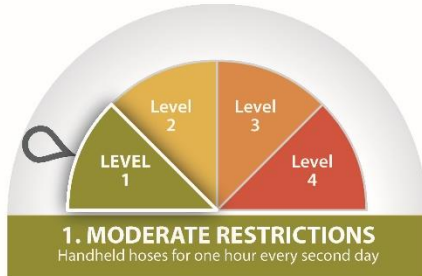 Level
2
Level
3
LEVEL
1
Level
4
1. MODERATE RESTRICTIONS
Handheld hoses for one hour every second day